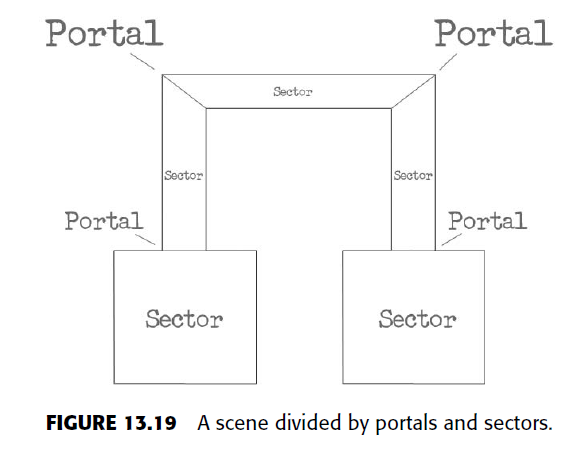 Portal
Portal
Sector
Sector
Sector
Portal
Portal
Sector
Sector
FIGURE 13.19 A scene divided by portals and sectors.